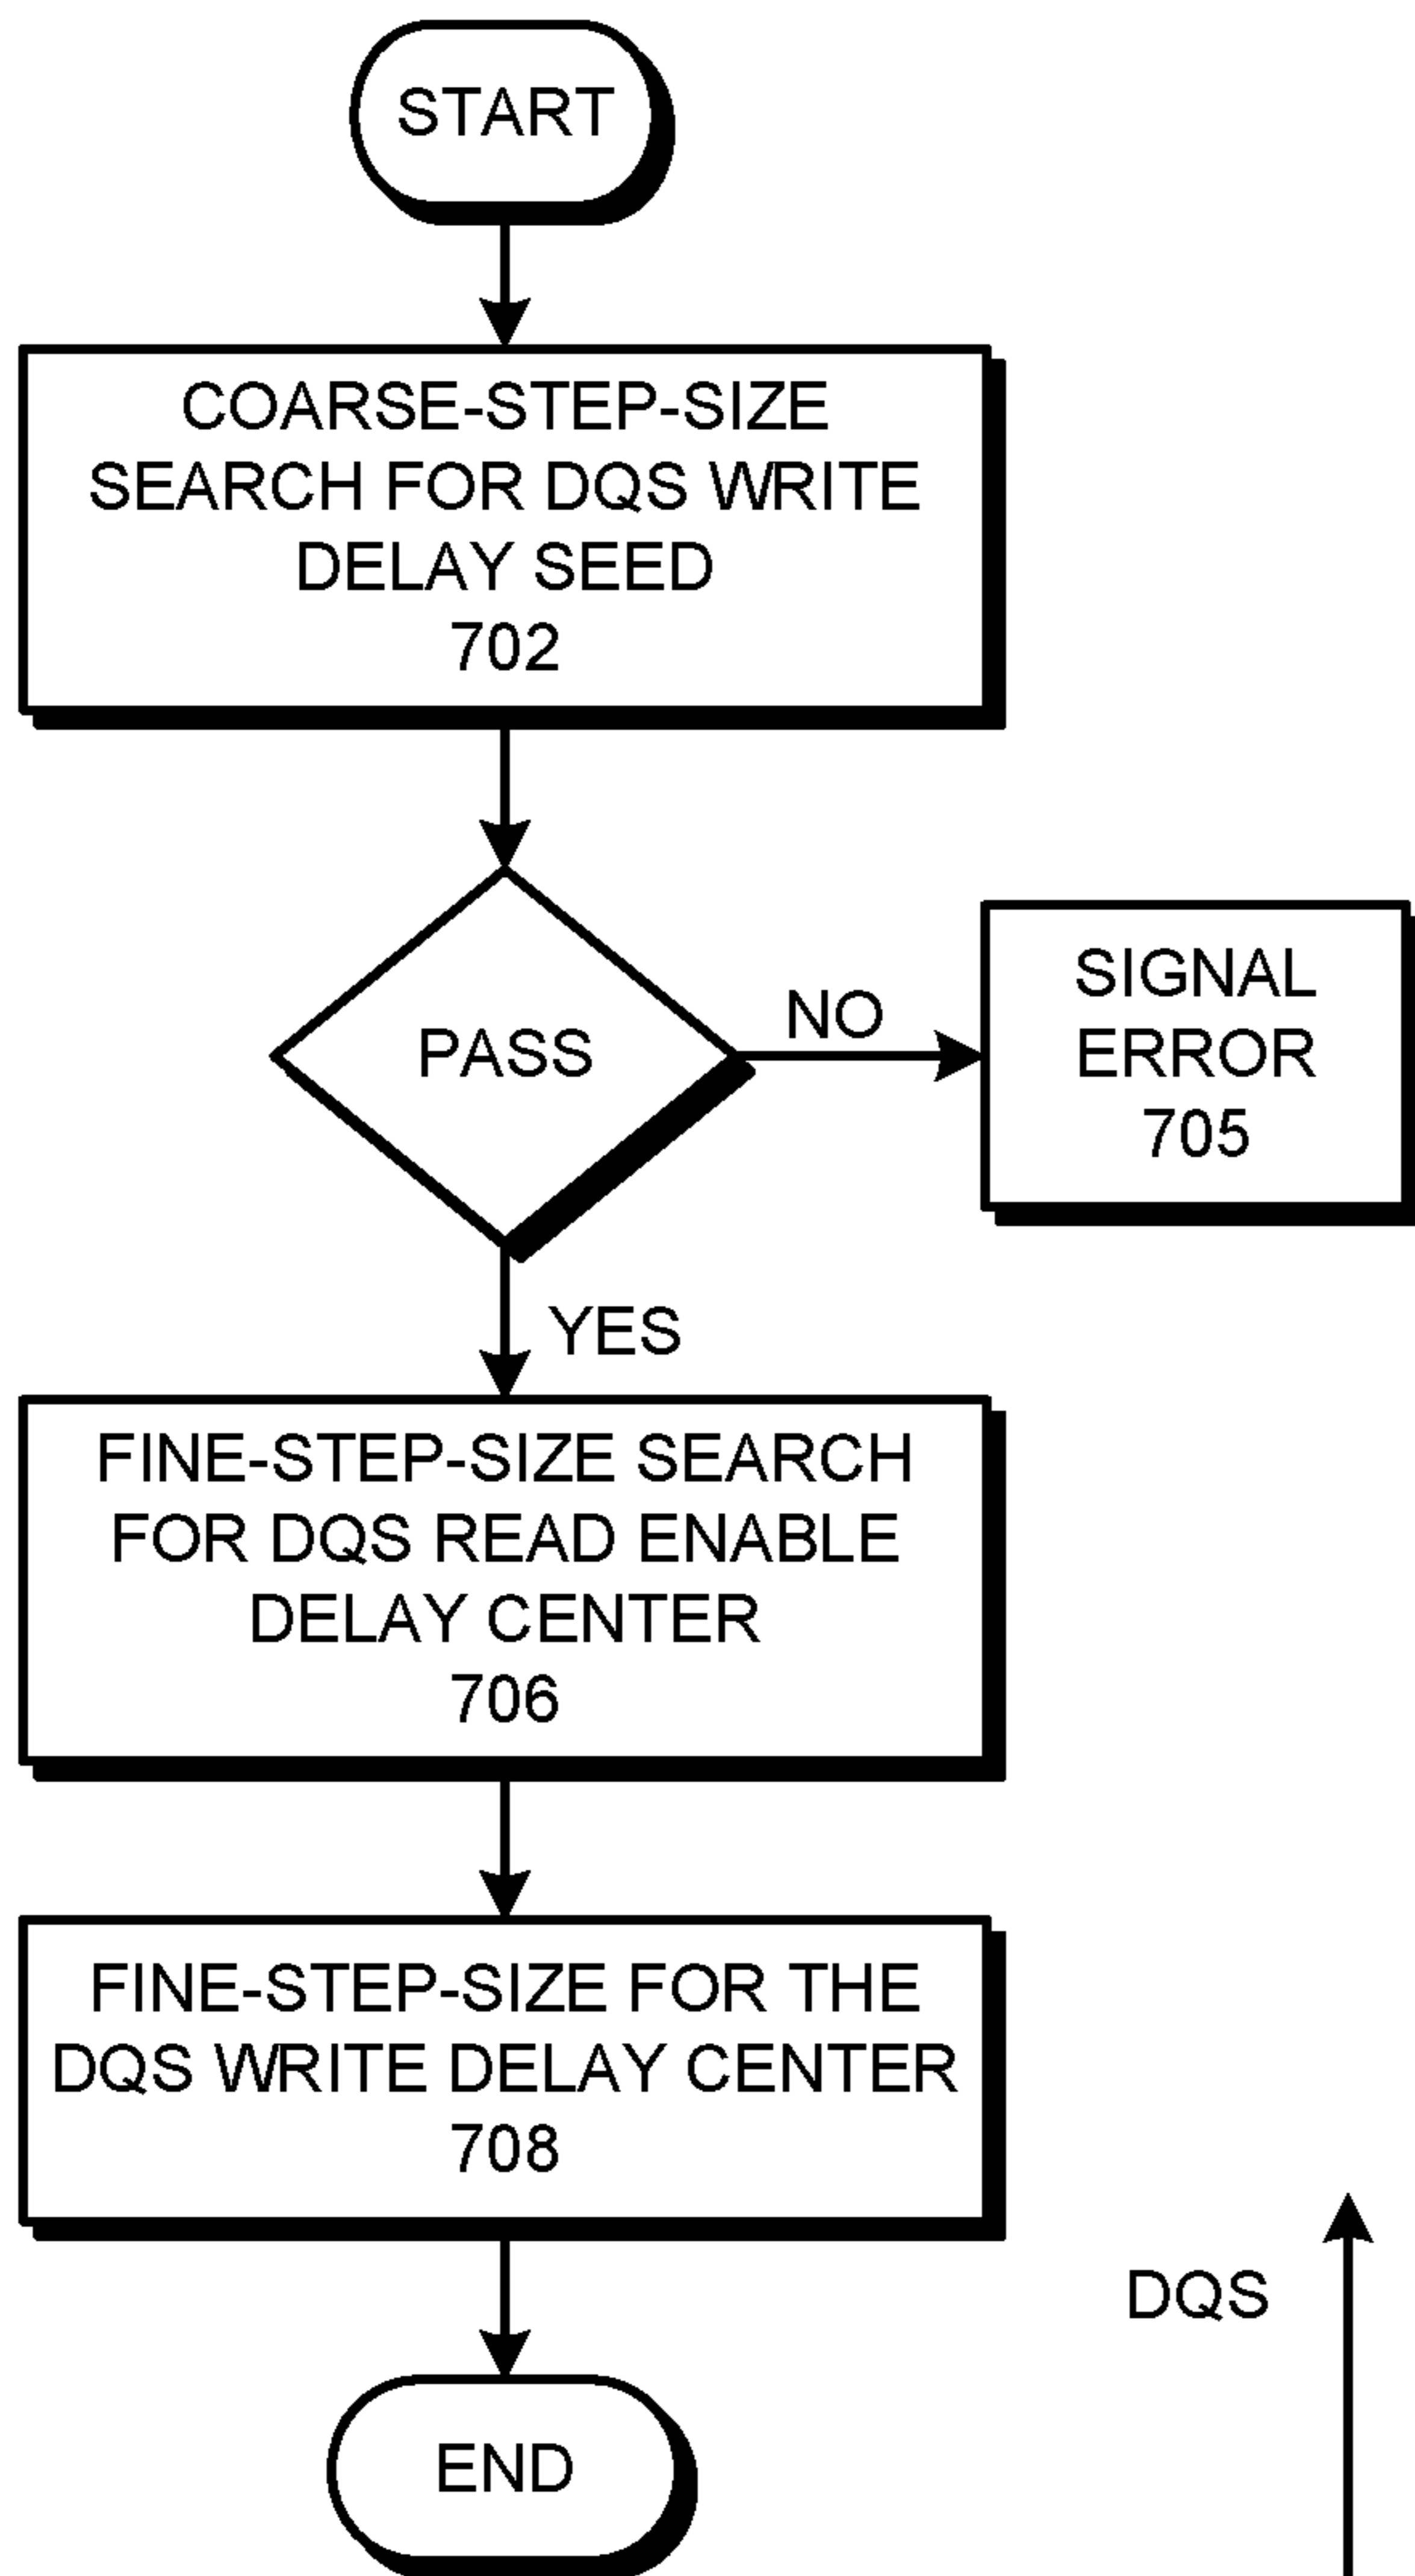 START
COARSE-STEP-SIZE
SEARCH FOR DQS WRITE
DELAY SEED
702
PASS
NO
SIGNAL
ERROR
705
YES
FINE-STEP-SIZE SEARCH
FOR DQS READ ENABLE
DELAY CENTER
706
FINE-STEP-SIZE FOR THE
DQS WRITE DELAY CENTER
708
DQS
END